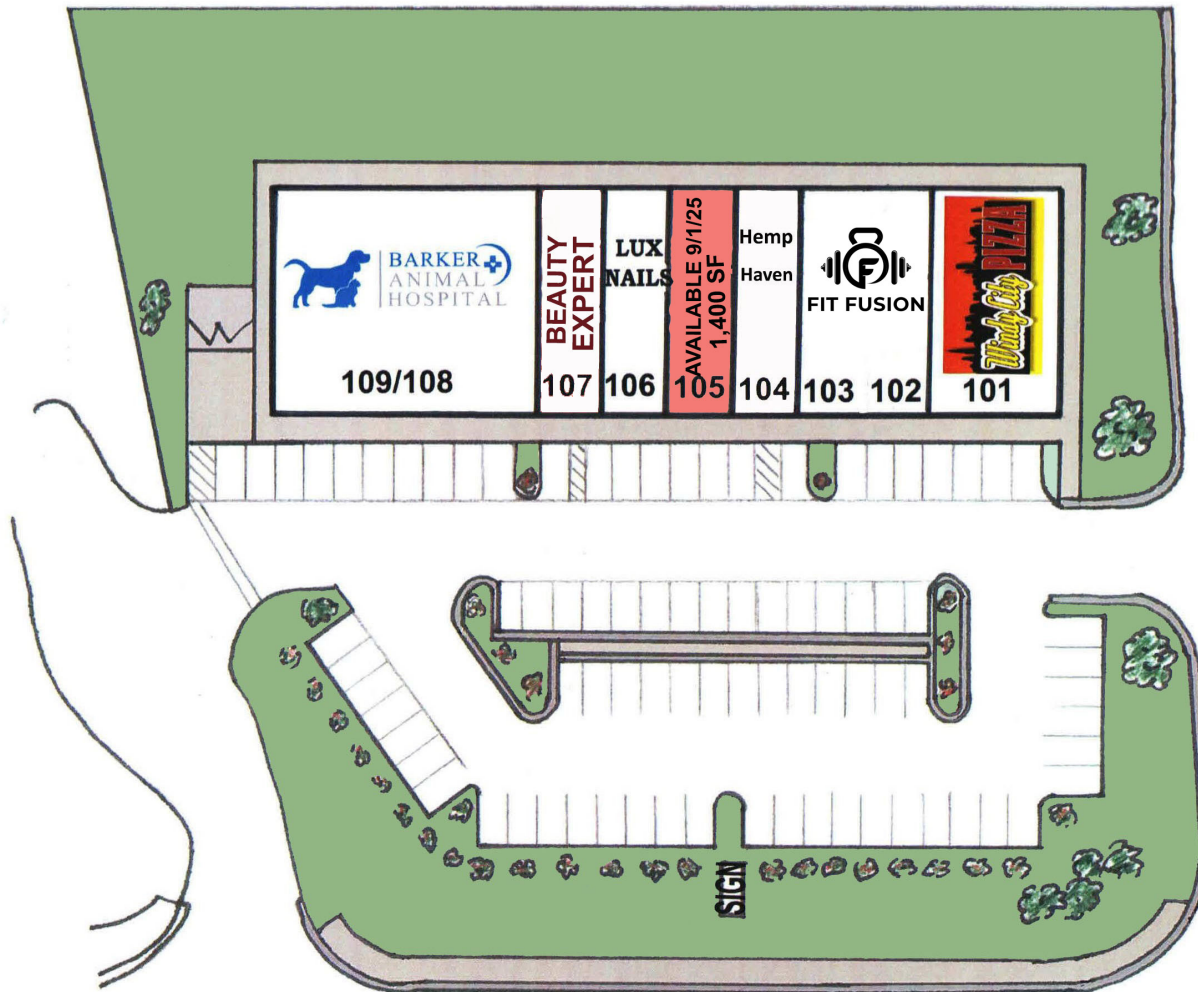 BARKER
ANIMAL
HOSPITAL
109/108
BEAUTY
EXPERT
107
LUX
NAILS
106
AVAILABLE 9/1/25
1,400 SF
105
Hemp
Haven
104
F
FIT FUSION
103
102
Windy City PIZZA
101
SIGN